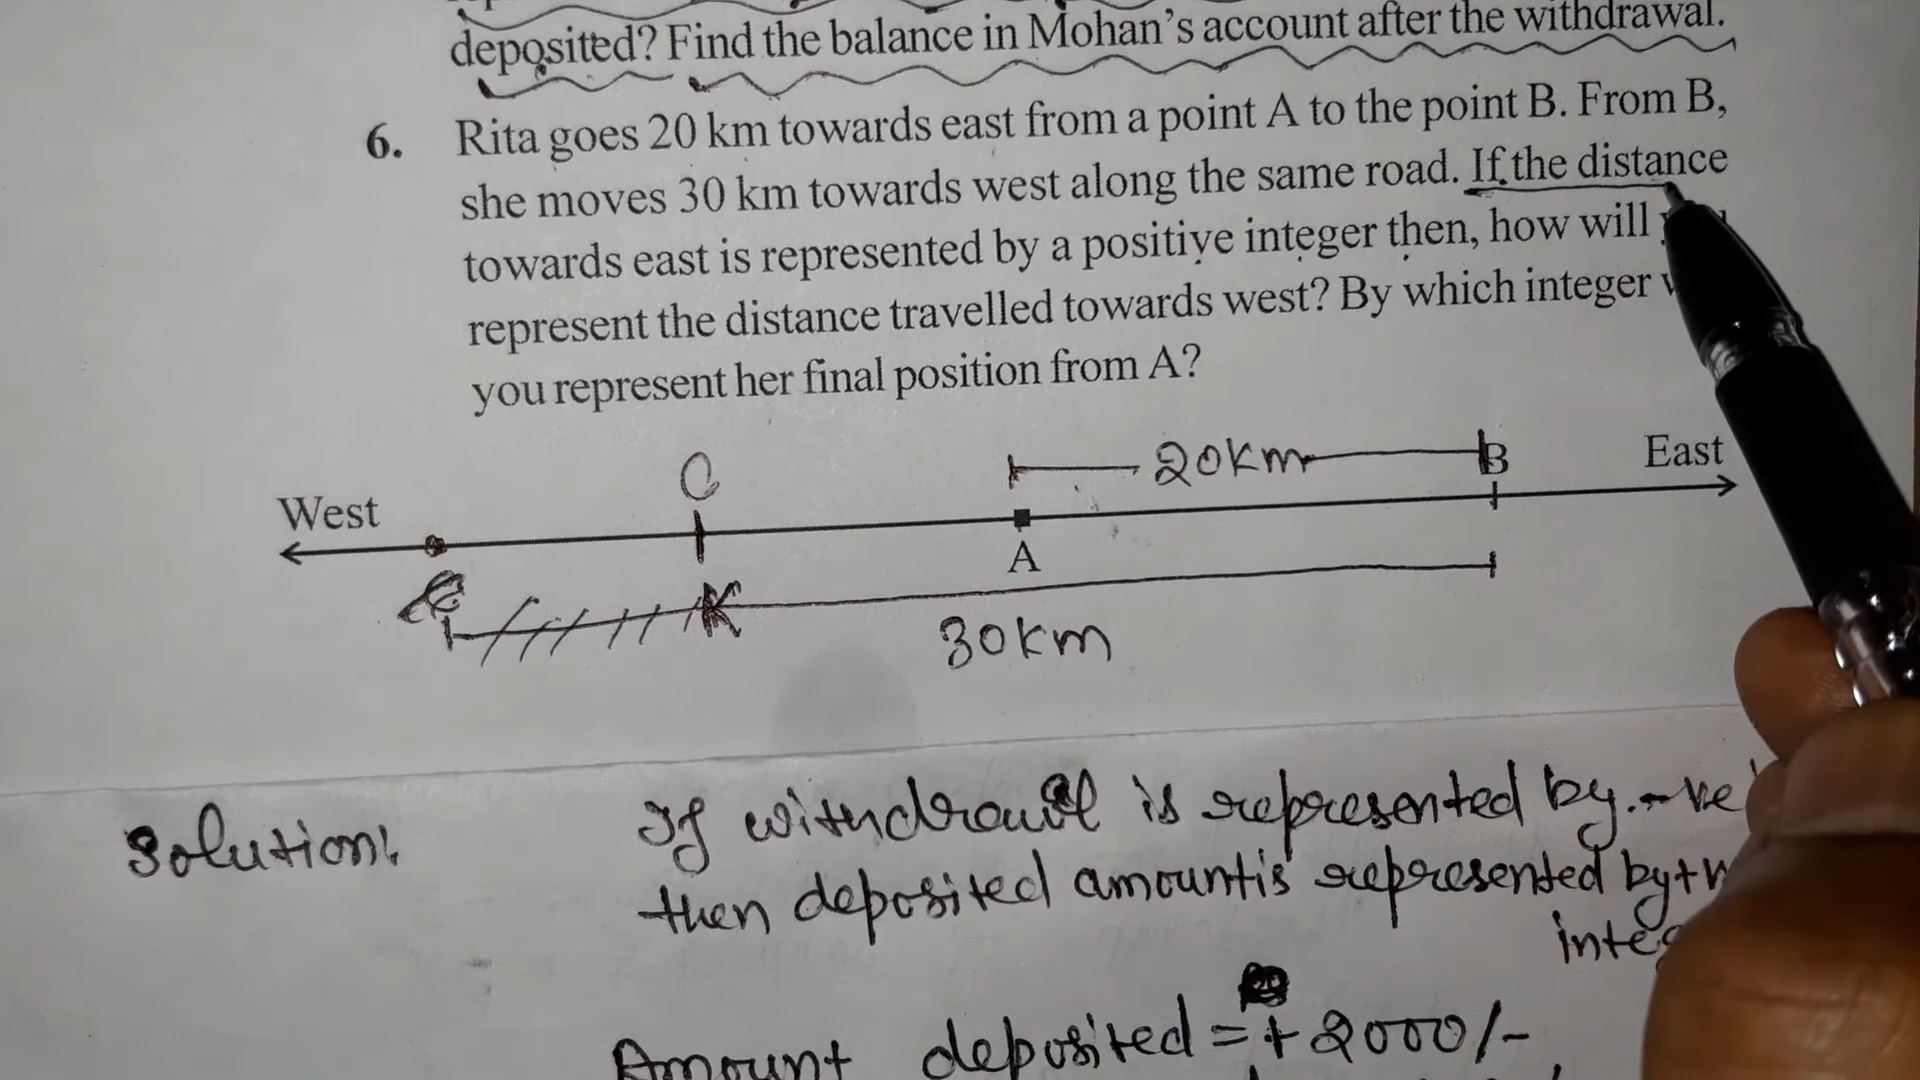 deposited? Find the balance in Mohan's account after the withdrawal.
6. Rita goes 20 km towards east from a point A to the point B. From B,
she moves 30 km towards west along the same road. If the distance
towards east is represented by a positive integer then, how will
represent the distance travelled towards west? By which integer
you represent her final position from A?
20km B East
West C
A
30km
Solution: If withdrawal is represented by -ve
then deposited amount is represented by +
Amount deposited = + 2000/-